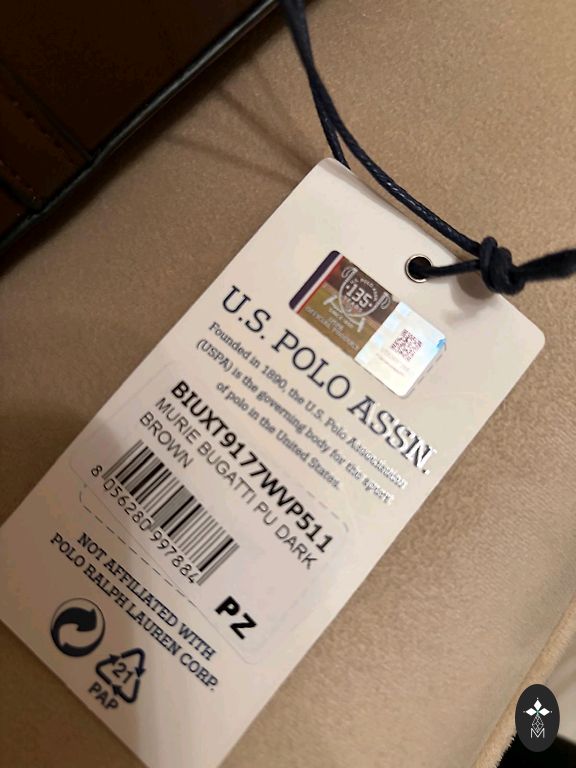 135
U.S. POLO ASSN.
Founded in 1890, the U.S. Polo Association
(USPA) is the governing body for the sport
of polo in the United States.
BIUXT9177WVP511
MURIE BUGATTI PU DARK
BROWN
8 056280 997884
PZ
NOT AFFILIATED WITH
POLO RALPH LAUREN CORP.
21
PAP
M